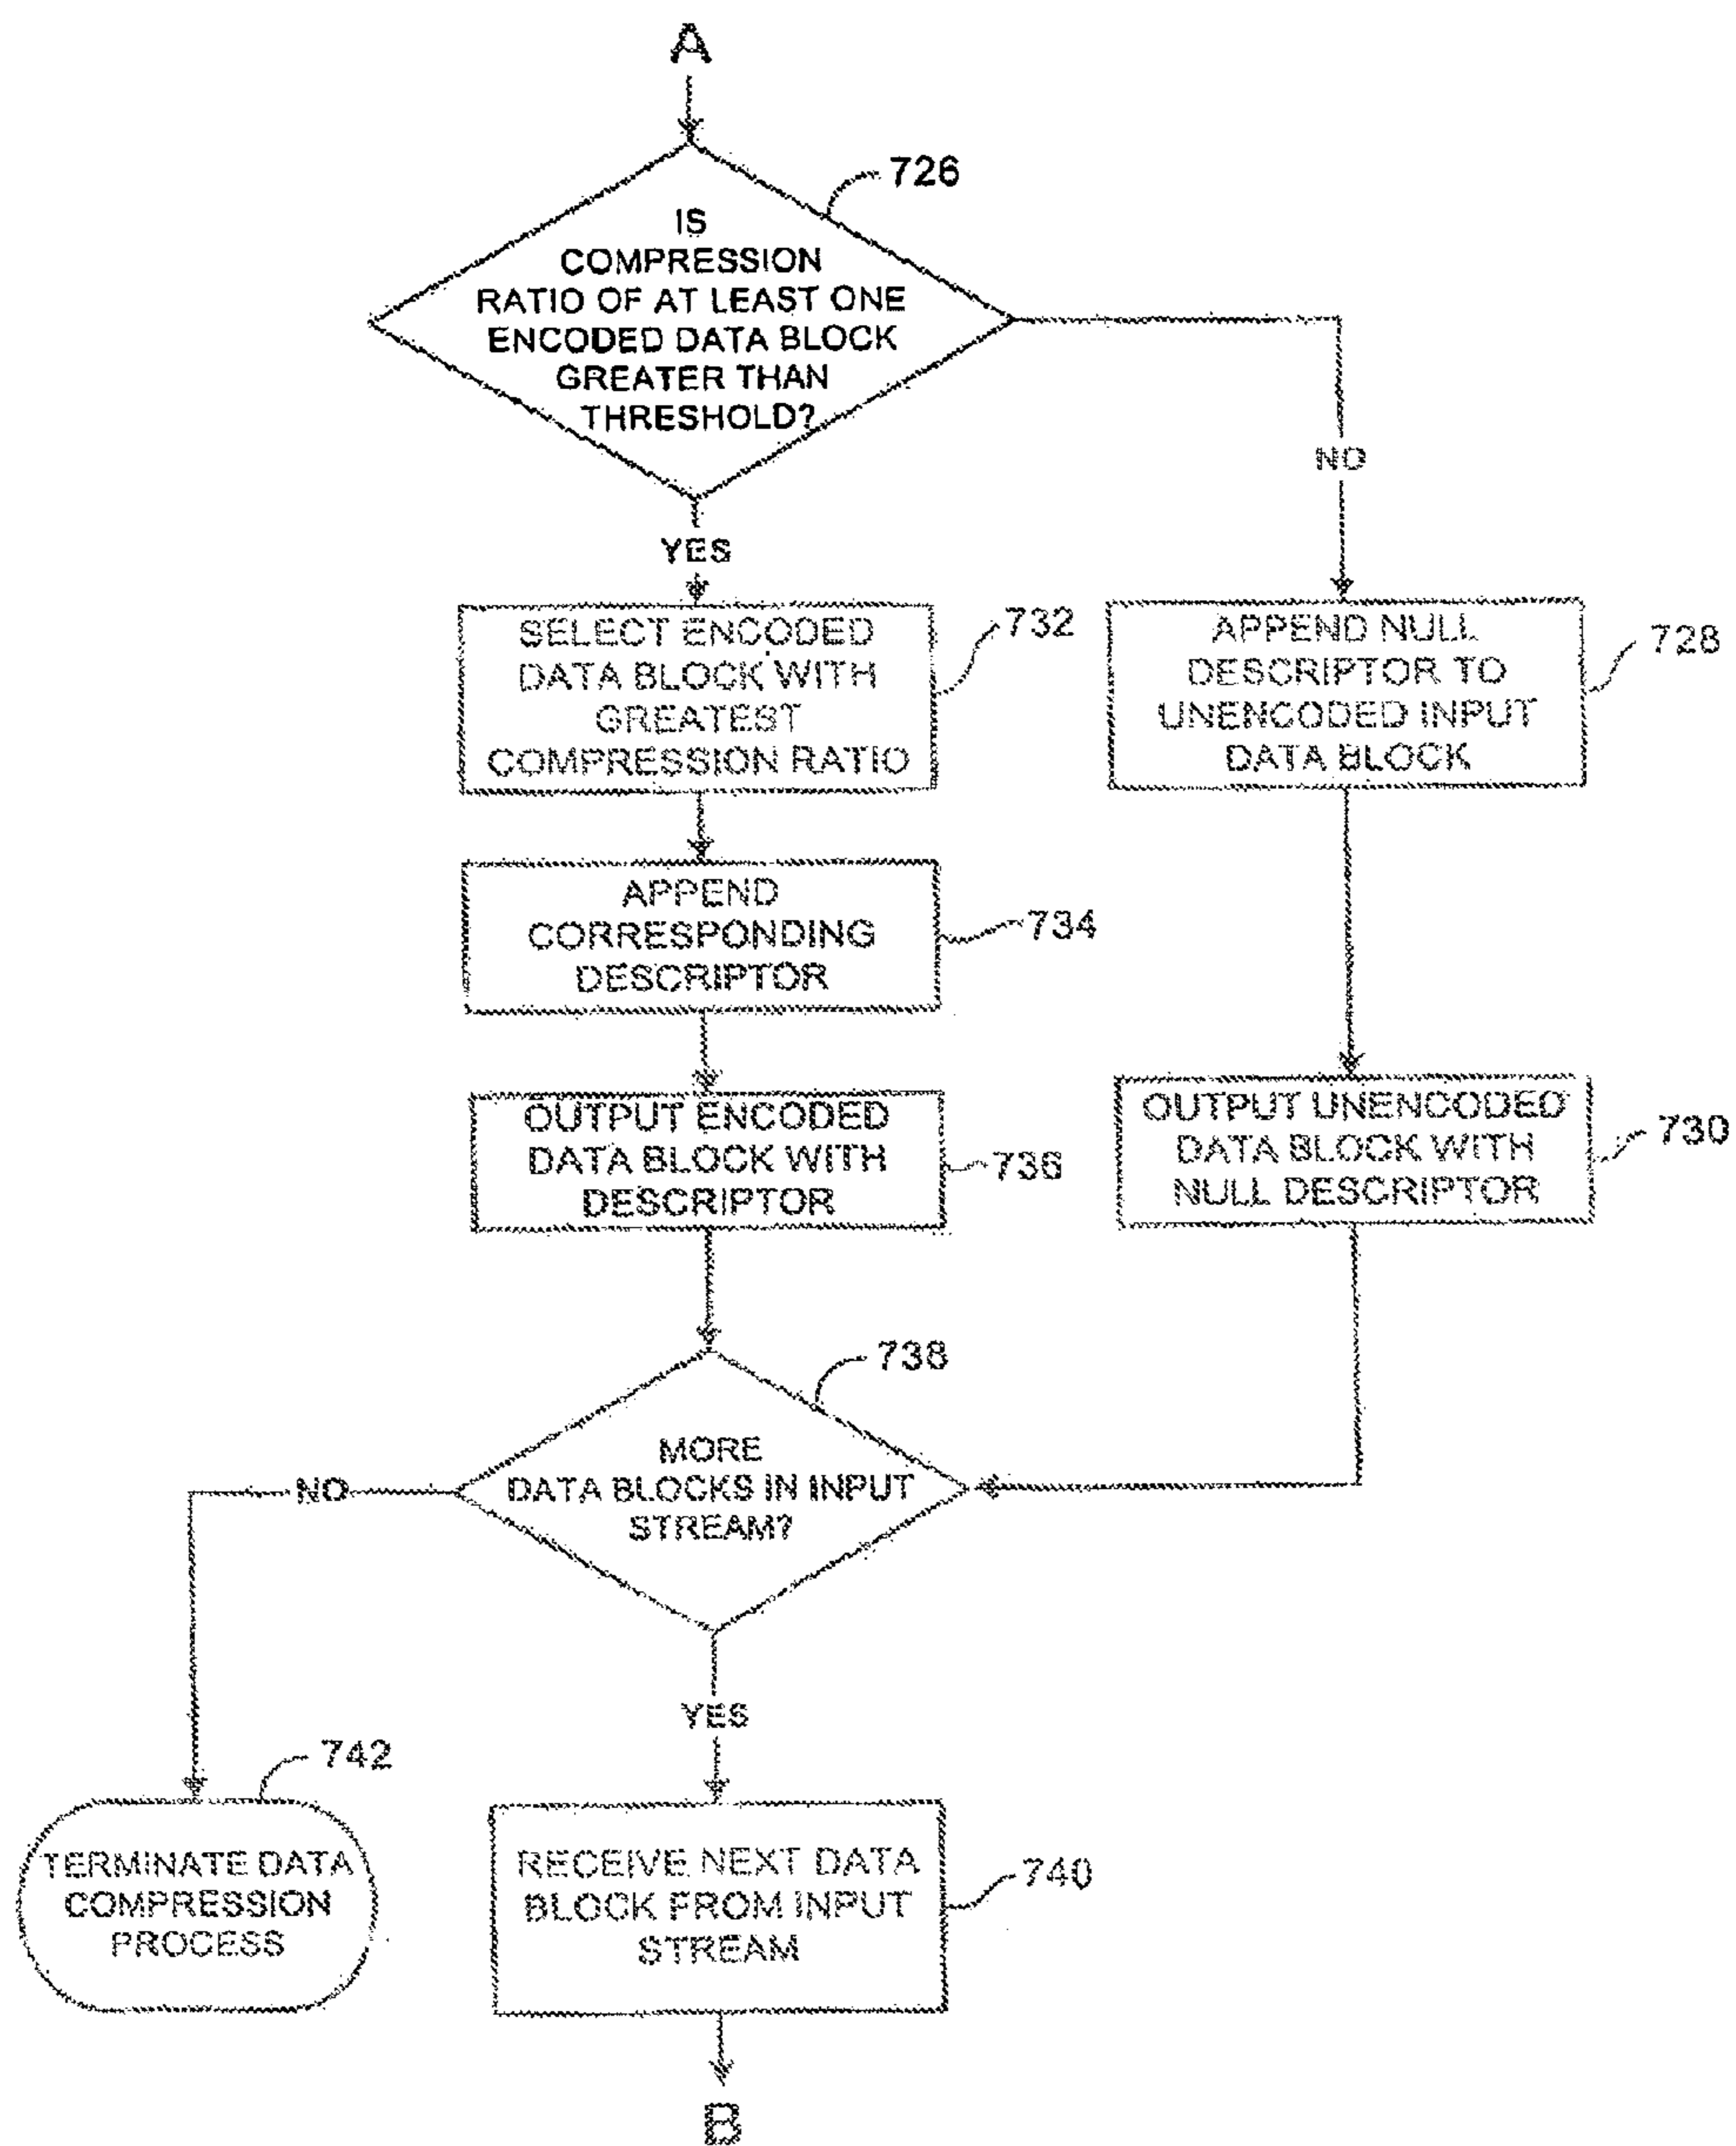 A
726
IS
COMPRESSION
RATIO OF AT LEAST ONE
ENCODED DATA BLOCK
GREATER THAN
THRESHOLD?
NO
YES
732
SELECT ENCODED
DATA BLOCK WITH
GREATEST
COMPRESSION RATIO
728
APPEND NULL
DESCRIPTOR TO
UNENCODED INPUT
DATA BLOCK
734
APPEND
CORRESPONDING
DESCRIPTOR
736
OUTPUT ENCODED
DATA BLOCK WITH
DESCRIPTOR
730
OUTPUT UNENCODED
DATA BLOCK WITH
NULL DESCRIPTOR
738
MORE
DATA BLOCKS IN INPUT
STREAM?
NO
YES
742
TERMINATE DATA
COMPRESSION
PROCESS
740
RECEIVE NEXT DATA
BLOCK FROM INPUT
STREAM
B